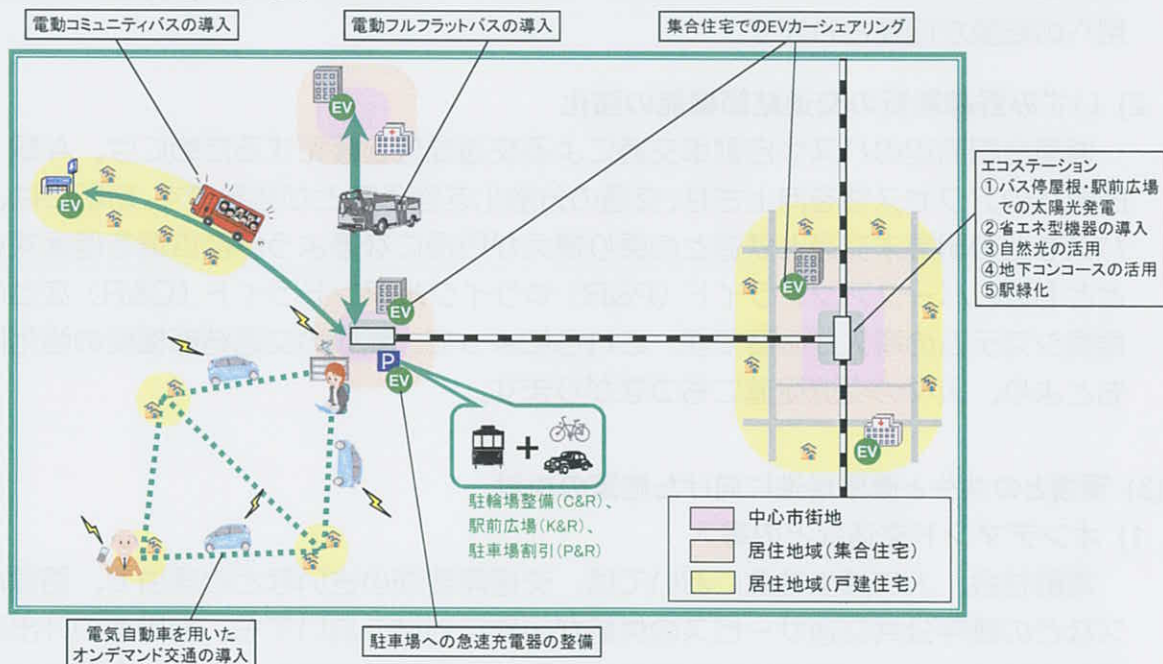 電動コミュニティバスの導入
電動フルフラットバスの導入
集合住宅でのEVカーシェアリング
EV
EV
EV
P
EV
EV
EV
エコステーション
①バス停屋根・駅前広場
での太陽光発電
②省エネ型機器の導入
③自然光の活用
④地下コンコースの活用
⑤駅緑化
+
駐輪場整備(C&R)、
駅前広場(K&R)、
駐車場割引(P&R)
中心市街地
居住地域(集合住宅)
居住地域(戸建住宅)
電気自動車を用いた
オンデマンド交通の導入
駐車場への急速充電器の整備